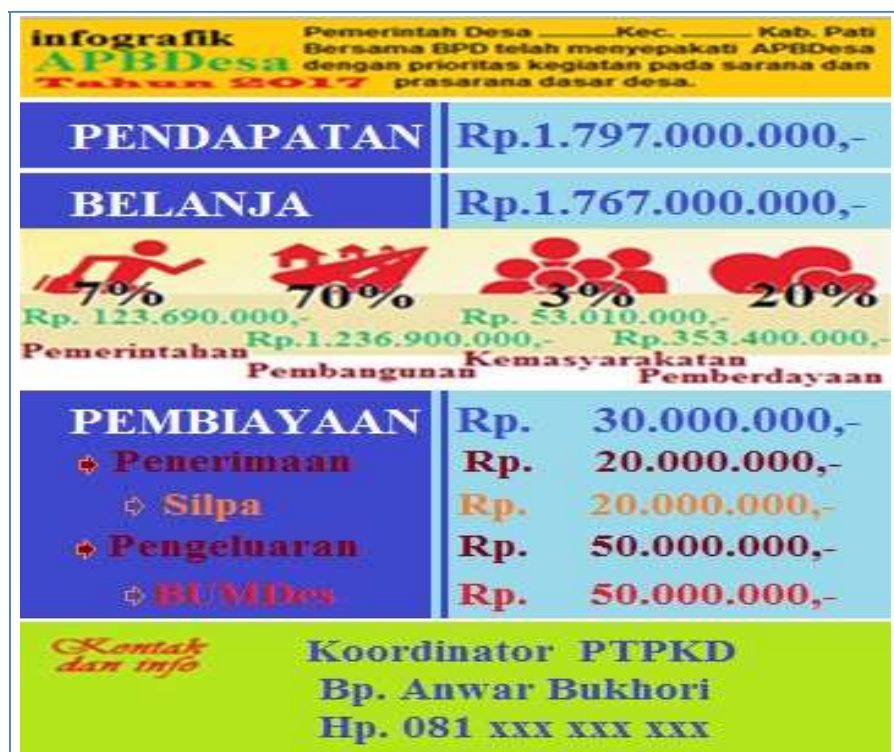 infografik
APBDesa
Tahun 2017
Pemerintah Desa ______Kec. _____ Kab. Pati
Bersama BPD telah menyepakati APBDesa
dengan prioritas kegiatan pada sarana dan
prasarana dasar desa.
PENDAPATAN Rp.1.797.000.000,-
BELANJA Rp.1.767.000.000,-
7% 70% 3% 20%
Rp. 123.690.000,- Rp. 53.010.000,-
Rp.1.236.900.000,- Rp.353.400.000,-
Pemerintahan Kemasyarakatan
Pembangunan Pemberdayaan
PEMBIAYAAN Rp. 30.000.000,-
Penerimaan Rp. 20.000.000,-
Silpa Rp. 20.000.000,-
Pengeluaran Rp. 50.000.000,-
BUMDes Rp. 50.000.000,-
Kontak
dan info
Koordinator PTPKD
Bp. Anwar Bukhori
Hp. 081 xxx xxx xxx